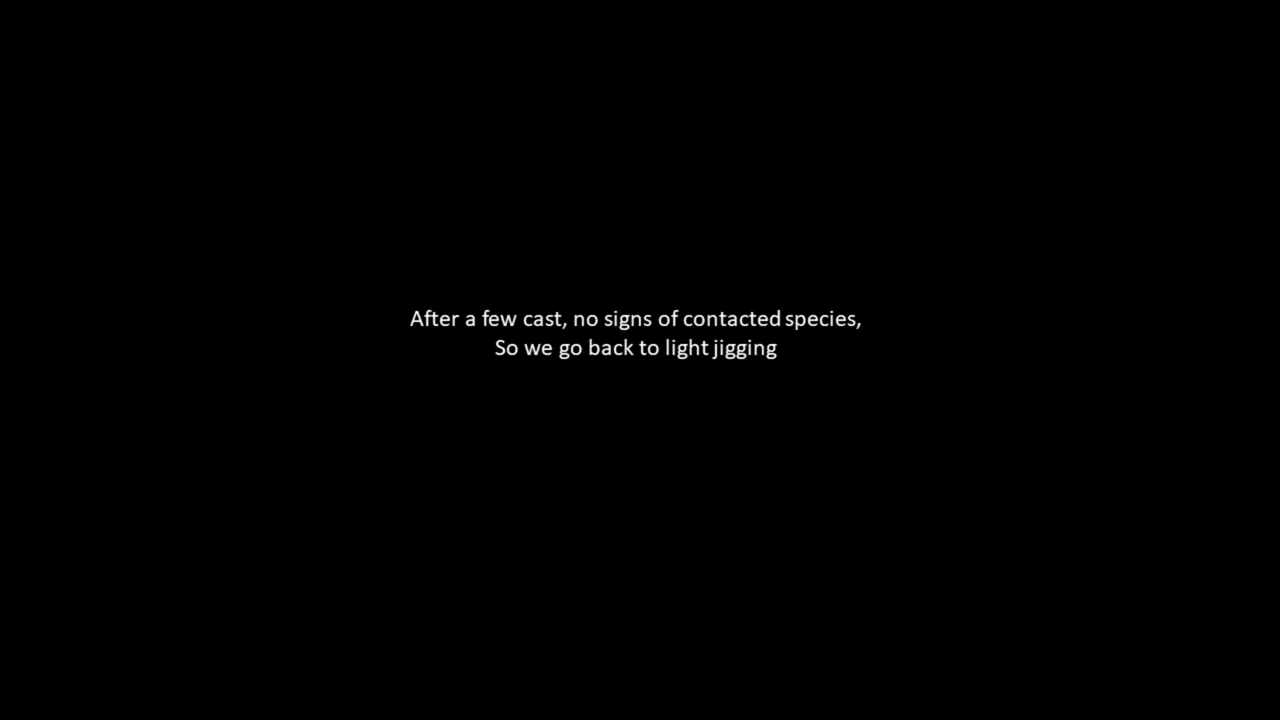 After a few cast, no signs of contacted species,
So we go back to light jigging